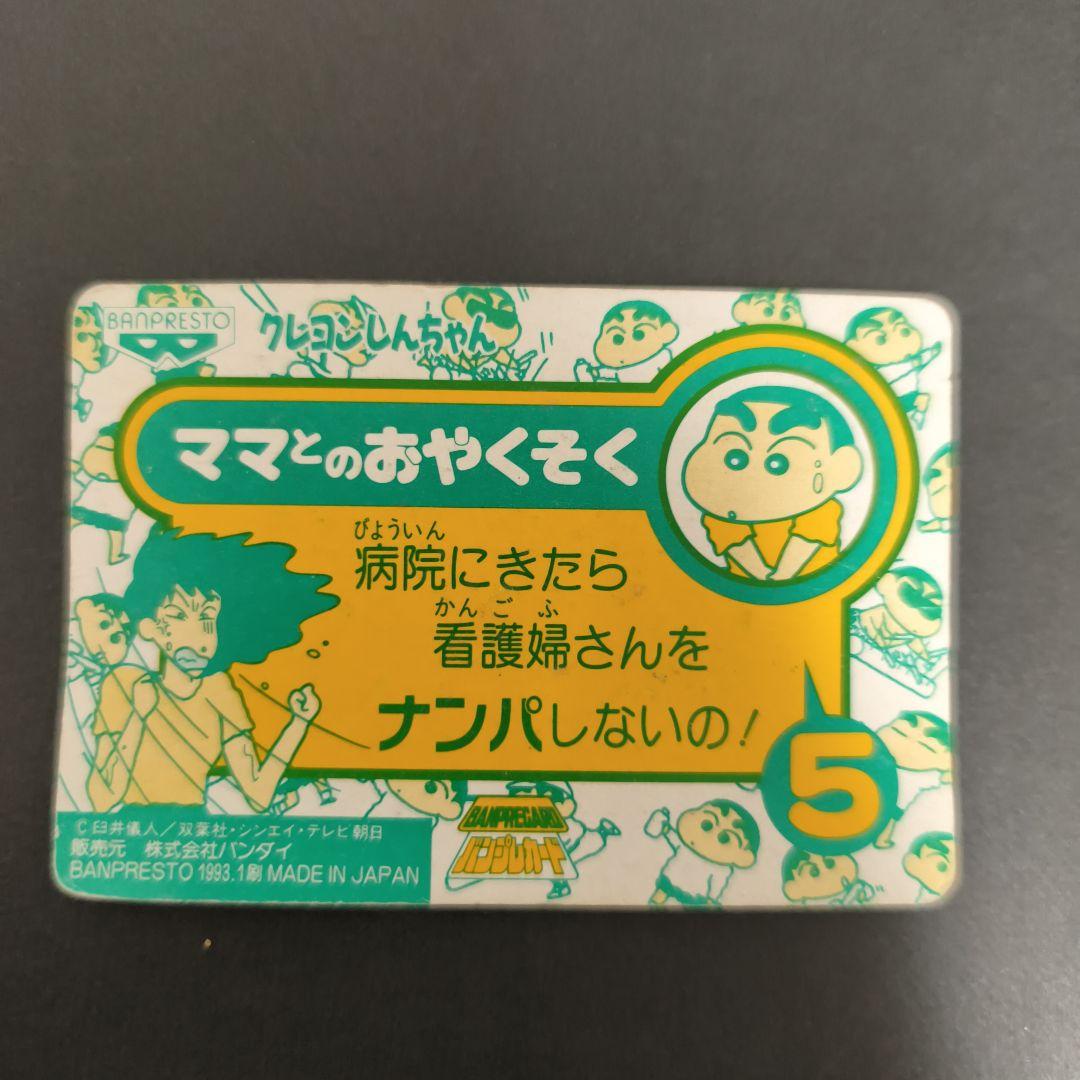 BANPRESTO
クレヨンしんちゃん
ママとのおやくそく
びょういん
病院にきたら
かんごふ
看護婦さんを
ナンパしないの!
5
C 臼井儀人/双葉社・シンエイ・テレビ朝日
販売元 株式会社バンダイ
BANPRESTO 1993.1刷 MADE IN JAPAN
BANPRECARD
バンプレカード